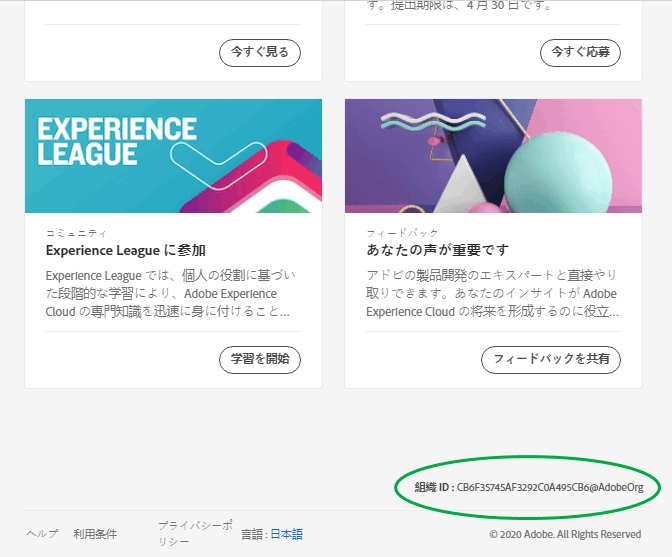 す。提出期限は、4 月 30 日です。
今すぐ見る
今すぐ応募
EXPERIENCE
LEAGUE
コミュニティ
Experience League に参加
Experience League では、個人の役割に基づい
た段階的な学習により、Adobe Experience
Cloud の専門知識を迅速に身に付けること...
学習を開始
フィードバック
あなたの声が重要です
アドビの製品開発のエキスパートと直接やり
取りできます。あなたのインサイトが Adobe
Experience Cloud の将来を形成するのに役立...
フィードバックを共有
組織 ID : CB6F35745AF3292C0A495CB6@AdobeOrg
ヘルプ
利用条件
プライバシーポ
リシー
言語 : 日本語
© 2020 Adobe. All Rights Reserved